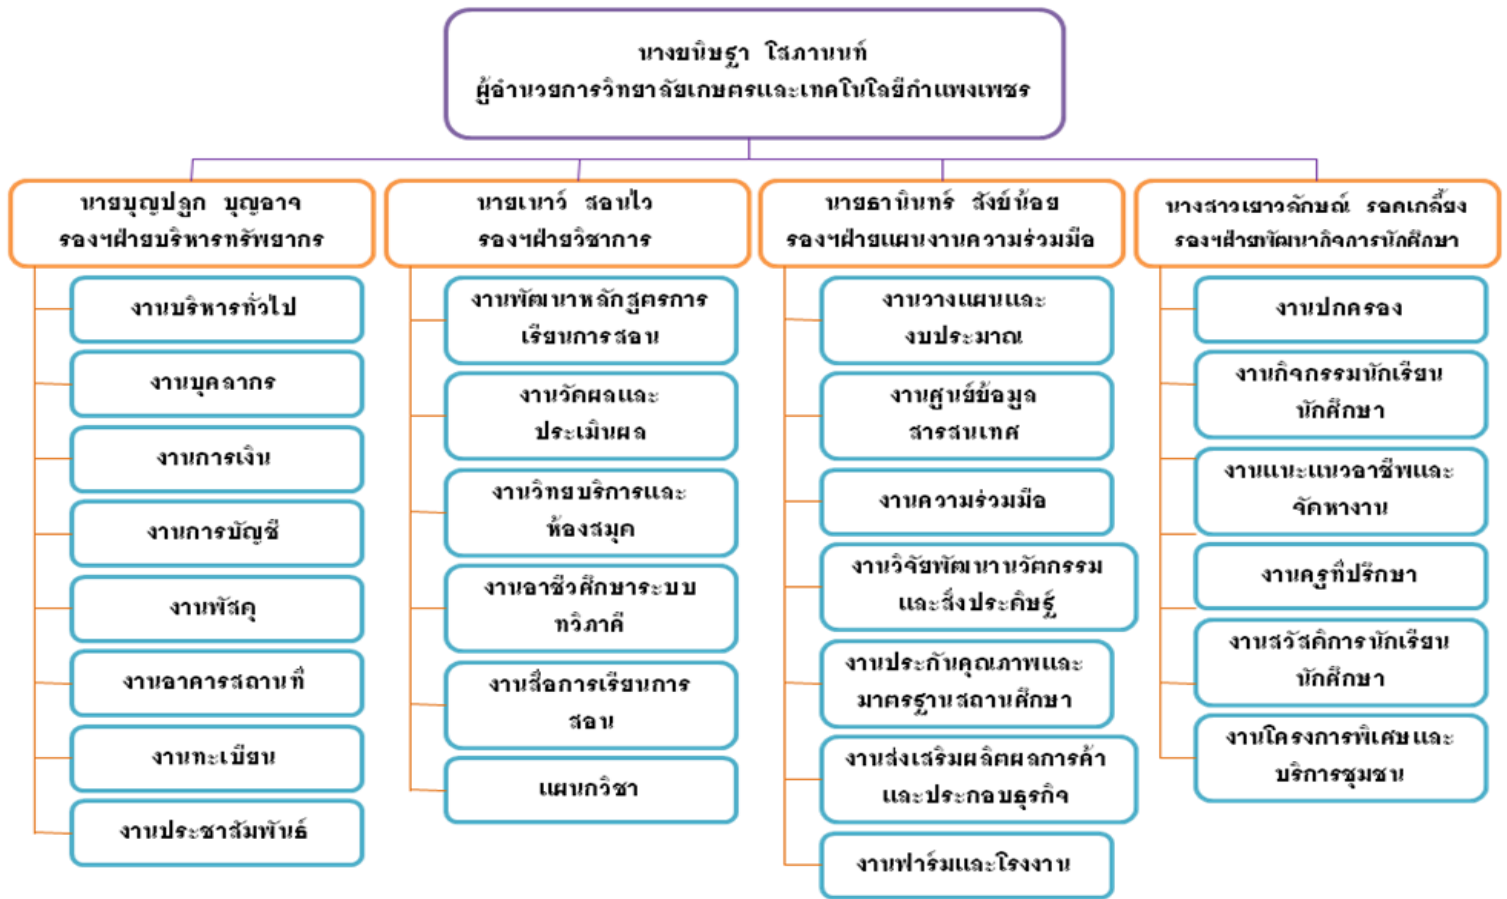 นางขนิษฐา โสภานนท์
ผู้อำนวยการวิทยาลัยเกษตรและเทคโนโลยีกำแพงเพชร
นายบุญปลูก บุญอาจ
รองฯฝ่ายบริหารทรัพยากร
งานบริหารทั่วไป
งานบุคลากร
งานการเงิน
งานการบัญชี
งานพัสดุ
งานอาคารสถานที่
งานทะเบียน
งานประชาสัมพันธ์
นายเนาว์ สอนไว
รองฯฝ่ายวิชาการ
งานพัฒนาหลักสูตรการ
เรียนการสอน
งานวัดผลและ
ประเมินผล
งานวิทยบริการและ
ห้องสมุด
งานอาชีวศึกษาระบบ
ทวิภาคี
งานสื่อการเรียนการ
สอน
แผนกวิชา
นายธานินทร์ สังข์น้อย
รองฯฝ่ายแผนงานความร่วมมือ
งานวางแผนและ
งบประมาณ
งานศูนย์ข้อมูล
สารสนเทศ
งานความร่วมมือ
งานวิจัยพัฒนานวัตกรรม
และสิ่งประดิษฐ์
งานประกันคุณภาพและ
มาตรฐานสถานศึกษา
งานส่งเสริมผลิตผลการค้า
และประกอบธุรกิจ
งานฟาร์มและโรงงาน
นางสาวเยาวลักษณ์ รอดเกลี้ยง
รองฯฝ่ายพัฒนากิจการนักศึกษา
งานปกครอง
งานกิจกรรมนักเรียน
นักศึกษา
งานแนะแนวอาชีพและ
จัดหางาน
งานครูที่ปรึกษา
งานสวัสดิการนักเรียน
นักศึกษา
งานโครงการพิเศษและ
บริการชุมชน